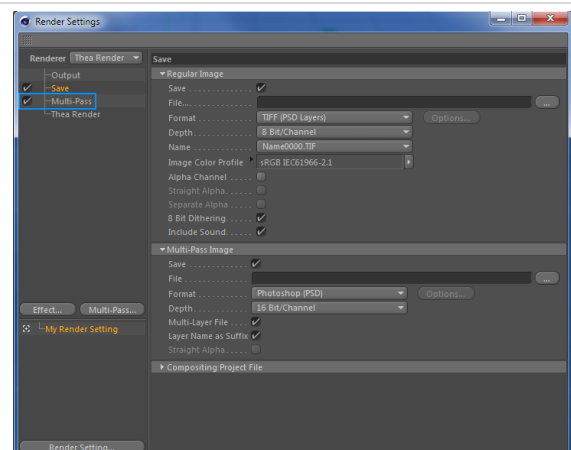 Render Settings
Renderer Thea Render
Save
Output
Save
Multi-Pass
Thea Render
Effect... Multi-Pass...
My Render Setting
Render Setting...
Regular Image
Save
File...
Format TIFF (PSD Layers) Options...
Depth 8 Bit/Channel
Name Name0000.TIF
Image Color Profile sRGB IEC61966-2.1
Alpha Channel
Straight Alpha
Separate Alpha
8 Bit Dithering
Include Sound
Multi-Pass Image
Save
File
Format Photoshop (PSD) Options...
Depth 16 Bit/Channel
Multi-Layer File
Layer Name as Suffix
Straight Alpha
Compositing Project File